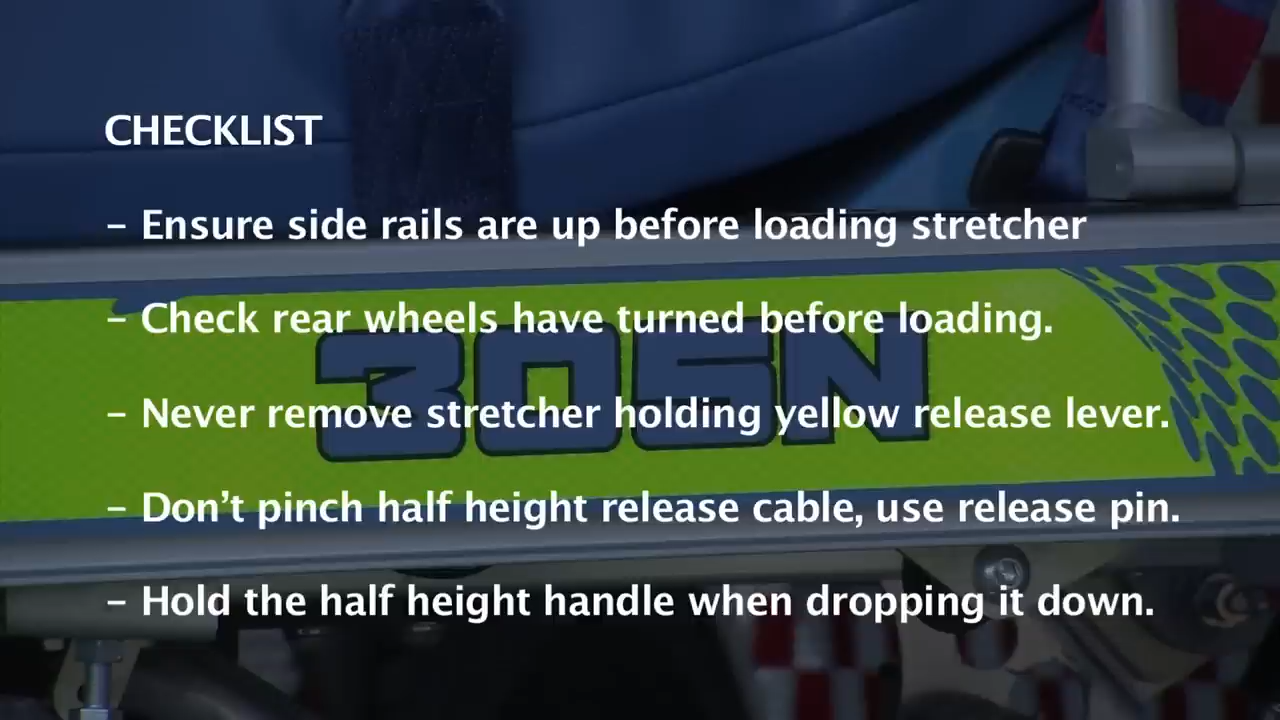 CHECKLIST
– Ensure side rails are up before loading stretcher
– Check rear wheels have turned before loading.
305N
– Never remove stretcher holding yellow release lever.
– Don’t pinch half height release cable, use release pin.
– Hold the half height handle when dropping it down.